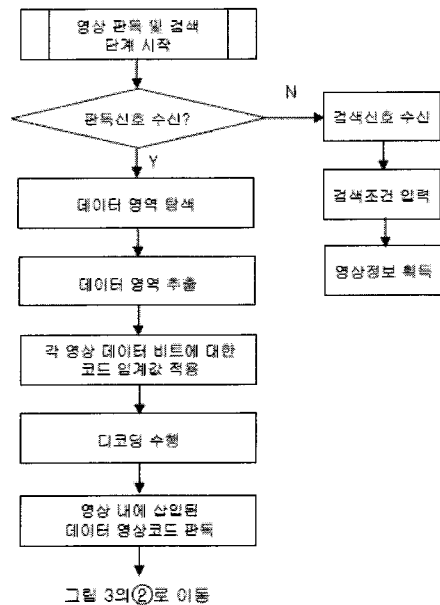 영상 판독 및 검색
단계 시작
판독신호 수신?
N
Y
검색신호 수신
검색조건 입력
영상정보 획득
데이터 영역 탐색
데이터 영역 추출
각 영상 데이터 비트에 대한
코드 임계값 적용
디코딩 수행
영상 내에 삽입된
데이터 영상코드 판독
그림 3의②로 이동